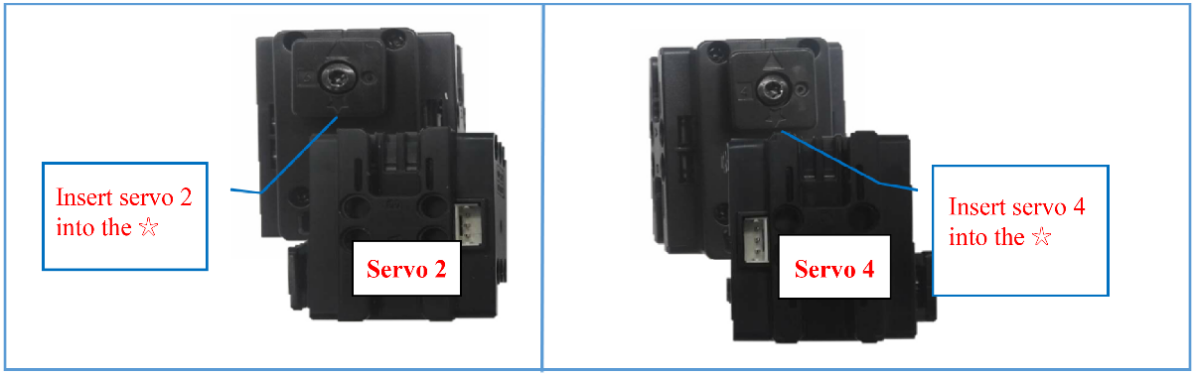 Insert servo 2
into the ☆
Servo 2
Insert servo 4
into the ☆
Servo 4